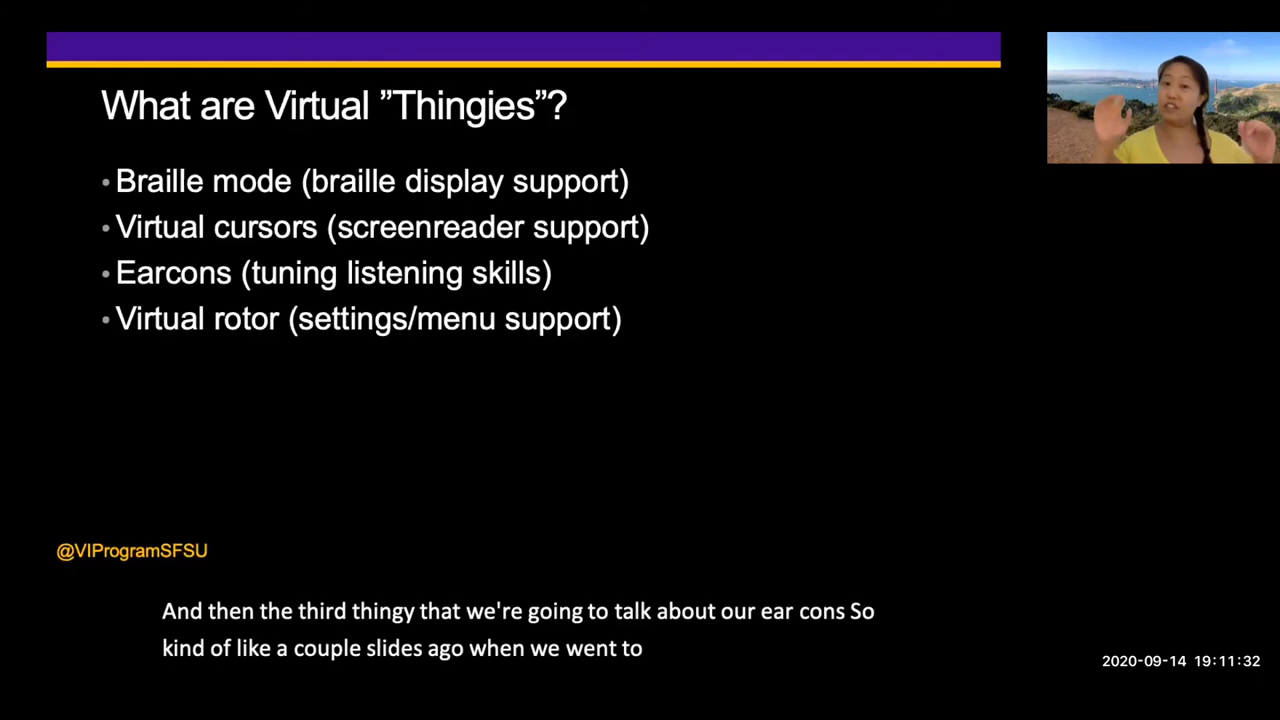 What are Virtual ”Thingies”?
• Braille mode (braille display support)
• Virtual cursors (screenreader support)
• Earcons (tuning listening skills)
• Virtual rotor (settings/menu support)
@VIProgramSFSU
And then the third thingy that we're going to talk about our ear cons So
kind of like a couple slides ago when we went to
2020-09-14 19:11:32